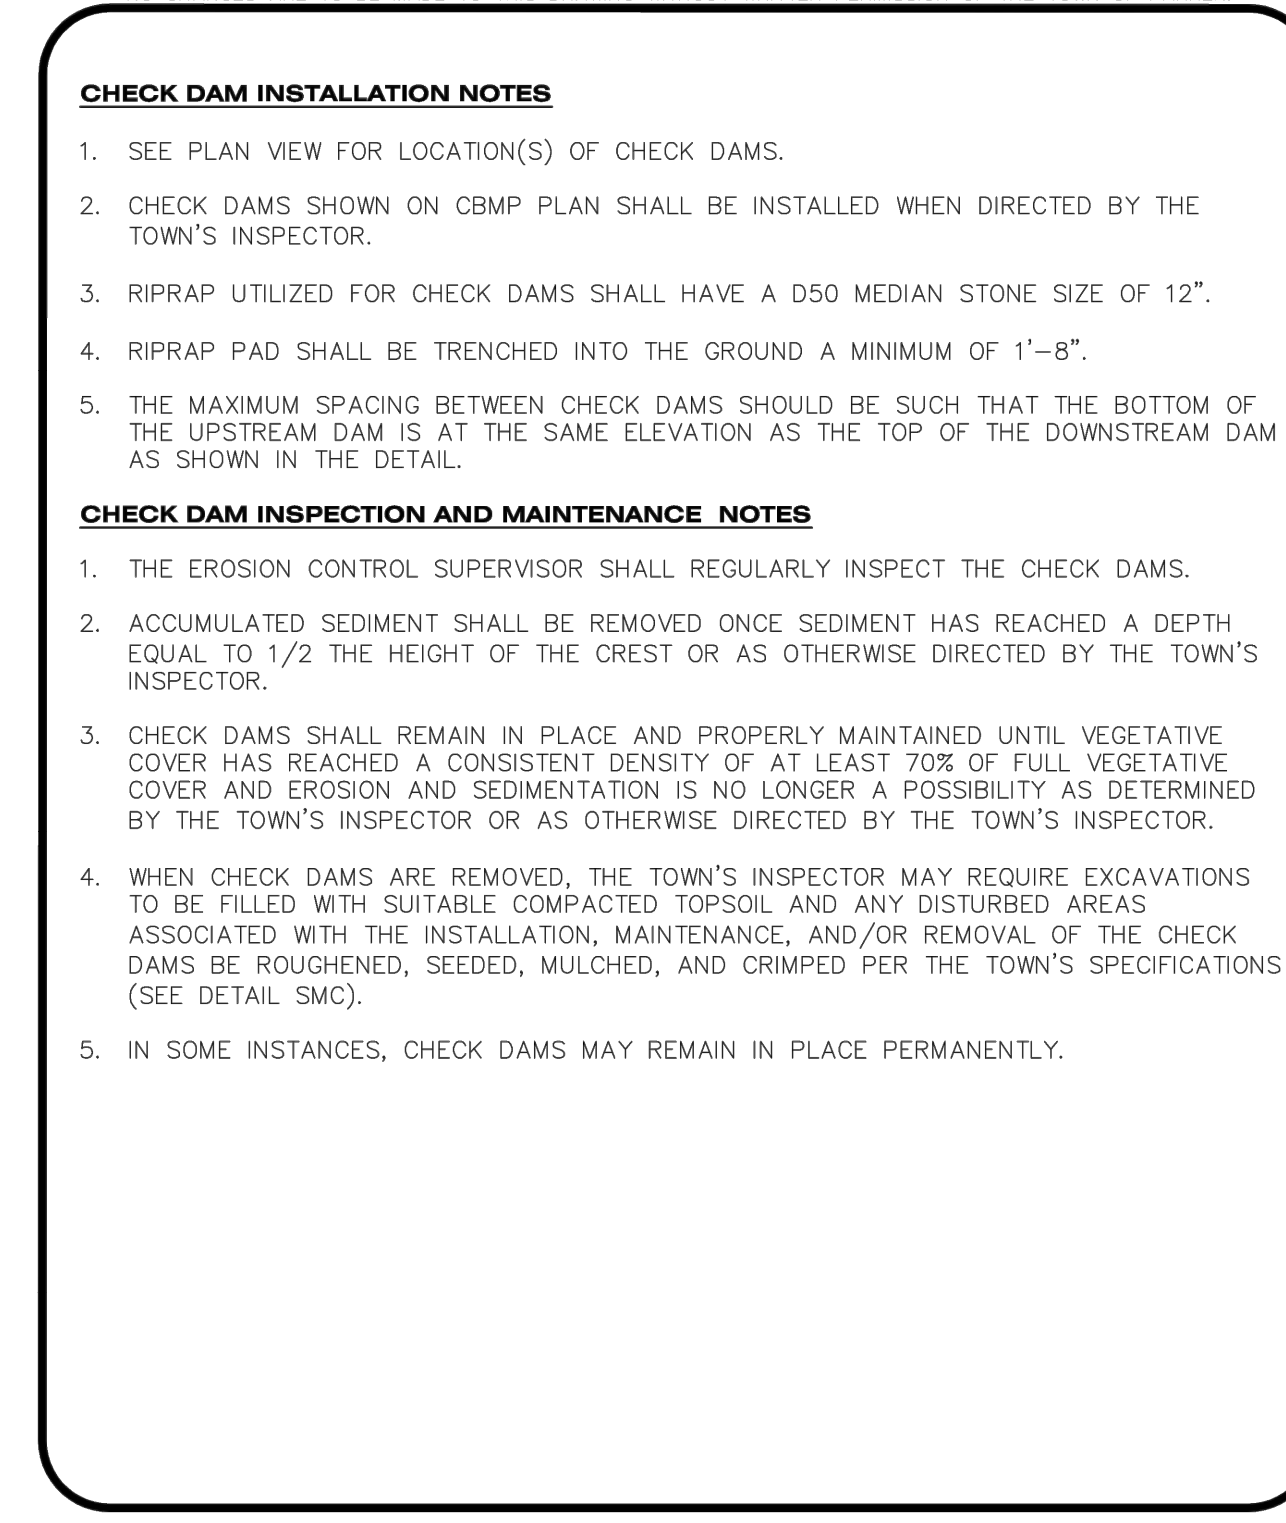 CHECK DAM INSTALLATION NOTES
1. SEE PLAN VIEW FOR LOCATION(S) OF CHECK DAMS.
2. CHECK DAMS SHOWN ON CBMP PLAN SHALL BE INSTALLED WHEN DIRECTED BY THE
TOWN'S INSPECTOR.
3. RIPRAP UTILIZED FOR CHECK DAMS SHALL HAVE A D50 MEDIAN STONE SIZE OF 12".
4. RIPRAP PAD SHALL BE TRENCHED INTO THE GROUND A MINIMUM OF 1'–8".
5. THE MAXIMUM SPACING BETWEEN CHECK DAMS SHOULD BE SUCH THAT THE BOTTOM OF
THE UPSTREAM DAM IS AT THE SAME ELEVATION AS THE TOP OF THE DOWNSTREAM DAM
AS SHOWN IN THE DETAIL.
CHECK DAM INSPECTION AND MAINTENANCE NOTES
1. THE EROSION CONTROL SUPERVISOR SHALL REGULARLY INSPECT THE CHECK DAMS.
2. ACCUMULATED SEDIMENT SHALL BE REMOVED ONCE SEDIMENT HAS REACHED A DEPTH
EQUAL TO 1/2 THE HEIGHT OF THE CREST OR AS OTHERWISE DIRECTED BY THE TOWN'S
INSPECTOR.
3. CHECK DAMS SHALL REMAIN IN PLACE AND PROPERLY MAINTAINED UNTIL VEGETATIVE
COVER HAS REACHED A CONSISTENT DENSITY OF AT LEAST 70% OF FULL VEGETATIVE
COVER AND EROSION AND SEDIMENTATION IS NO LONGER A POSSIBILITY AS DETERMINED
BY THE TOWN'S INSPECTOR OR AS OTHERWISE DIRECTED BY THE TOWN'S INSPECTOR.
4. WHEN CHECK DAMS ARE REMOVED, THE TOWN'S INSPECTOR MAY REQUIRE EXCAVATIONS
TO BE FILLED WITH SUITABLE COMPACTED TOPSOIL AND ANY DISTURBED AREAS
ASSOCIATED WITH THE INSTALLATION, MAINTENANCE, AND/OR REMOVAL OF THE CHECK
DAMS BE ROUGHENED, SEEDED, MULCHED, AND CRIMPED PER THE TOWN'S SPECIFICATIONS
(SEE DETAIL SMC).
5. IN SOME INSTANCES, CHECK DAMS MAY REMAIN IN PLACE PERMANENTLY.